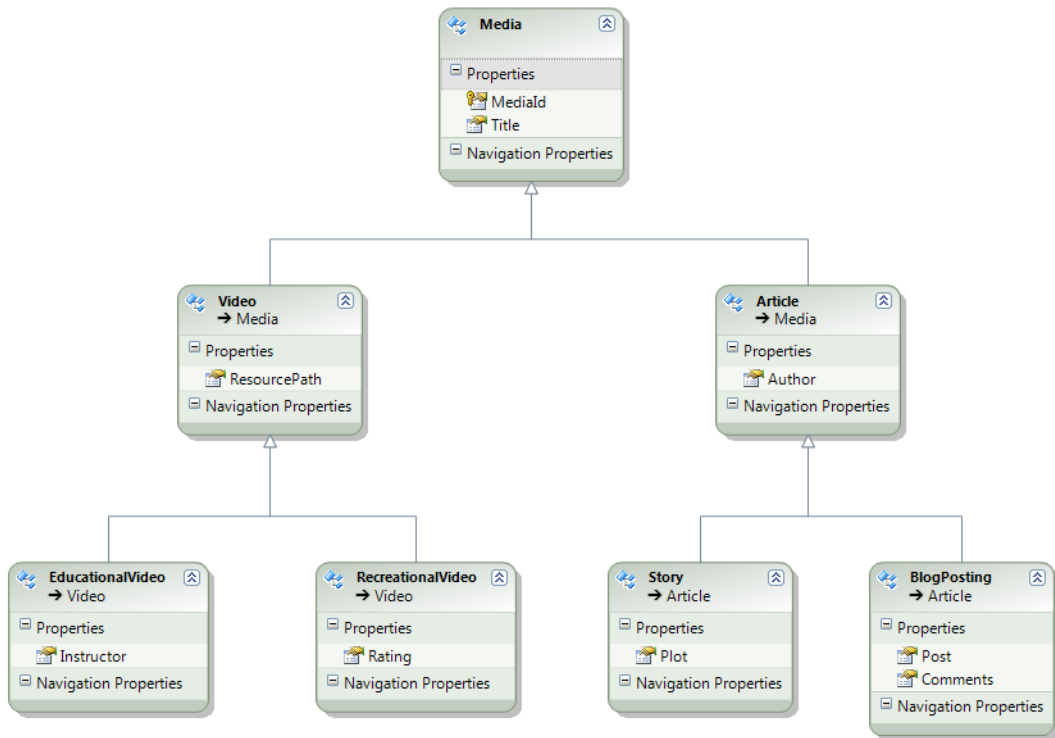 Media
Properties
MediaId
Title
Navigation Properties
Video
➔ Media
Properties
ResourcePath
Navigation Properties
Article
➔ Media
Properties
Author
Navigation Properties
EducationalVideo
➔ Video
Properties
Instructor
Navigation Properties
RecreationalVideo
➔ Video
Properties
Rating
Navigation Properties
Story
➔ Article
Properties
Plot
Navigation Properties
BlogPosting
➔ Article
Properties
Post
Comments
Navigation Properties